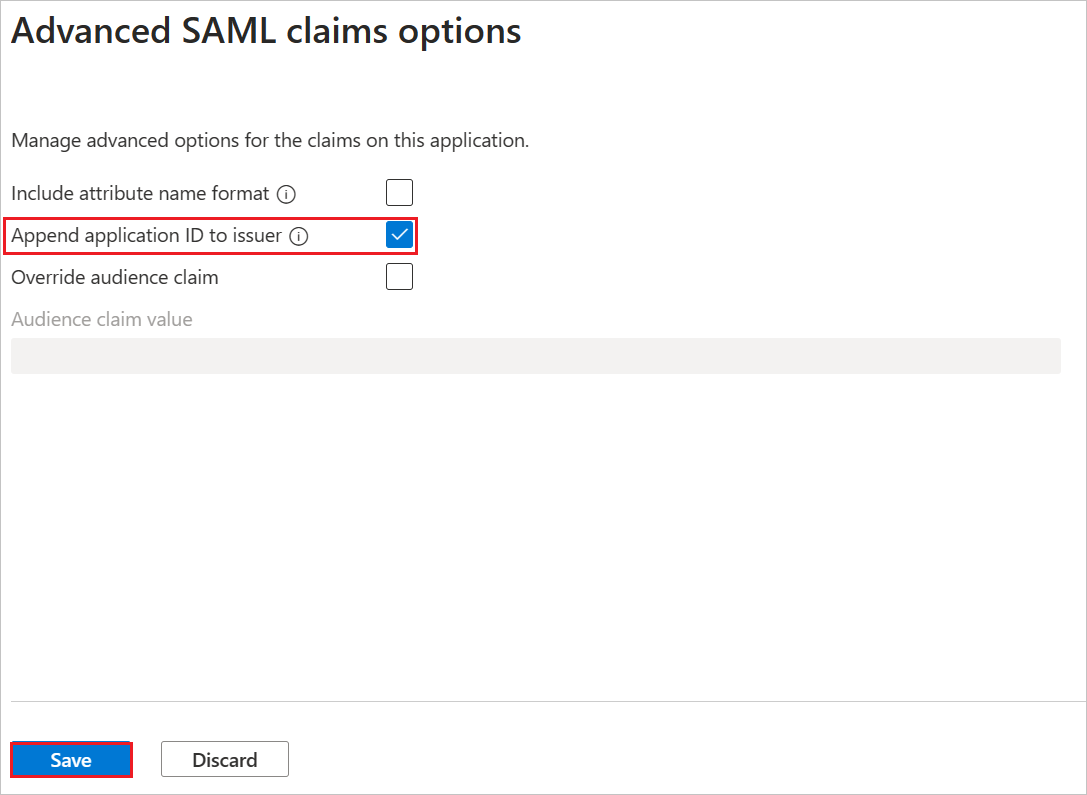 Advanced SAML claims options
Manage advanced options for the claims on this application.
Include attribute name format
Append application ID to issuer
Override audience claim
Audience claim value
Save Discard